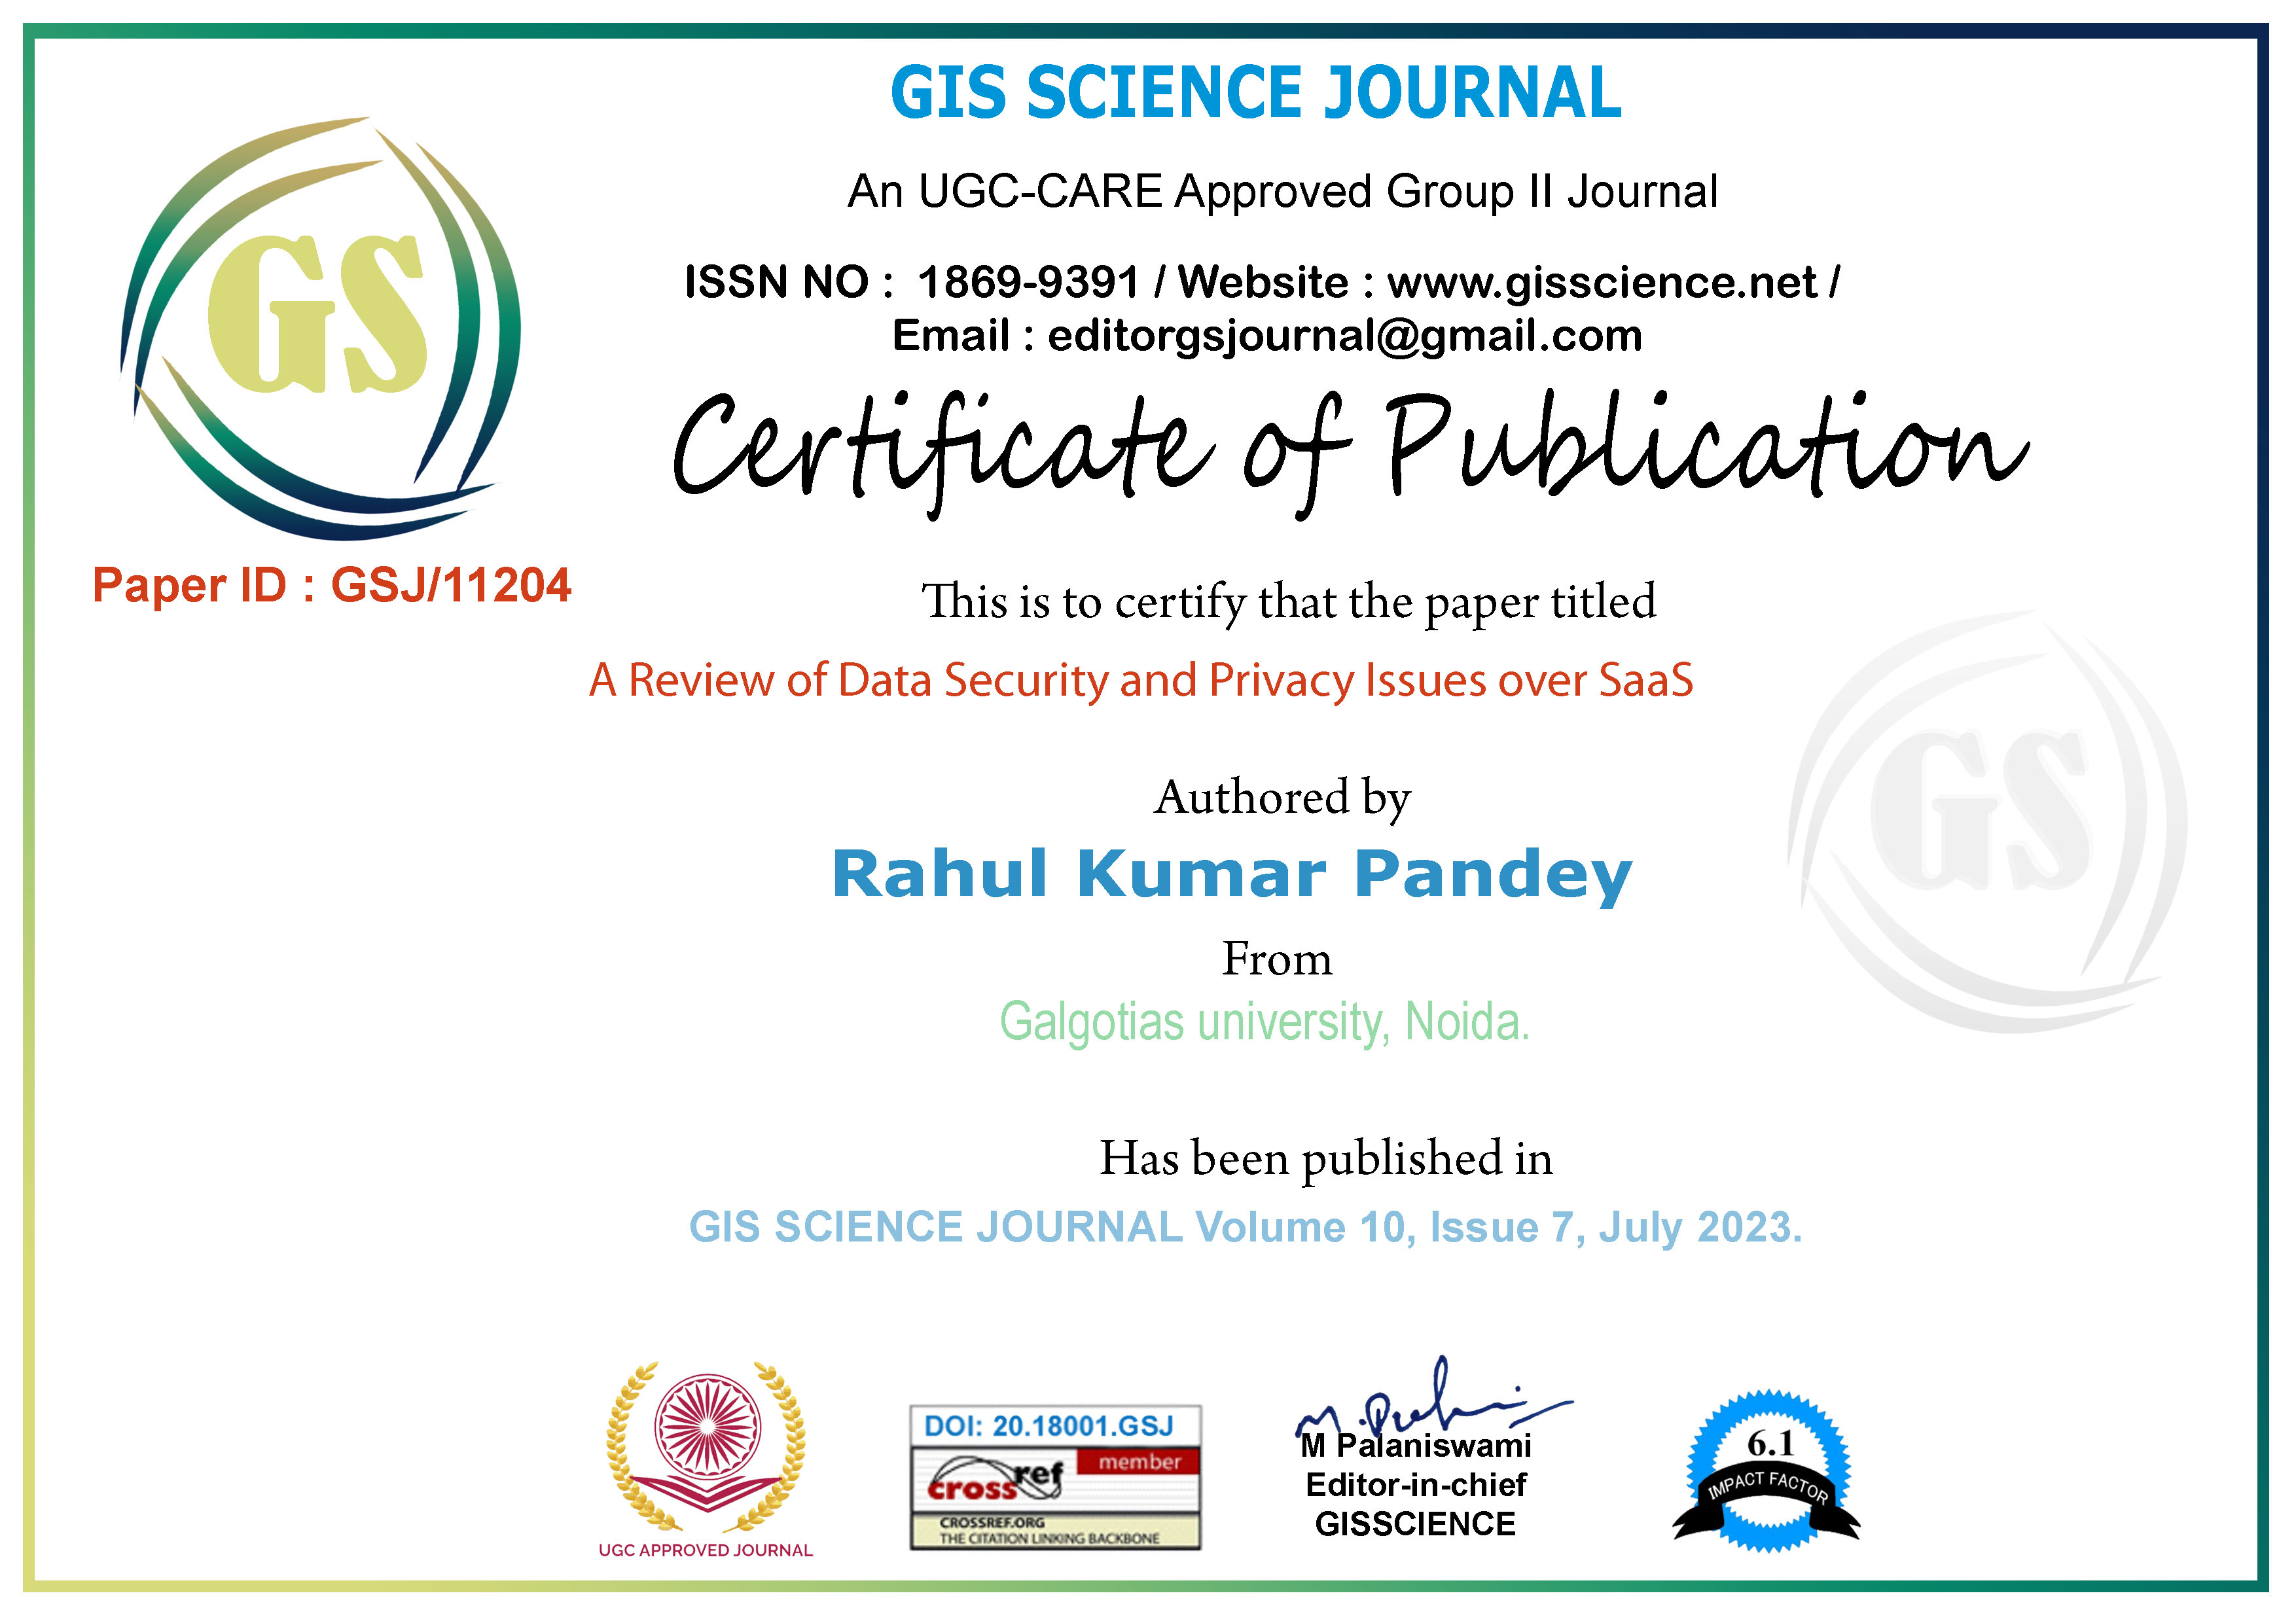 GIS SCIENCE JOURNAL
An UGC-CARE Approved Group II Journal
ISSN NO : 1869-9391 / Website : www.gisscience.net /
Email : editorgsjournal@gmail.com
GS
Certificate of Publication
Paper ID : GSJ/11204
This is to certify that the paper titled
A Review of Data Security and Privacy Issues over SaaS
GS
Authored by
Rahul Kumar Pandey
From
Galgotias university, Noida.
Has been published in
GIS SCIENCE JOURNAL Volume 10, Issue 7, July 2023.
UGC APPROVED JOURNAL
DOI: 20.18001.GSJ
member
crossref
CROSSREF.ORG
THE CITATION LINKING BACKBONE
M Palaniswami
Editor-in-chief
GISSCIENCE
6.1
IMPACT FACTOR